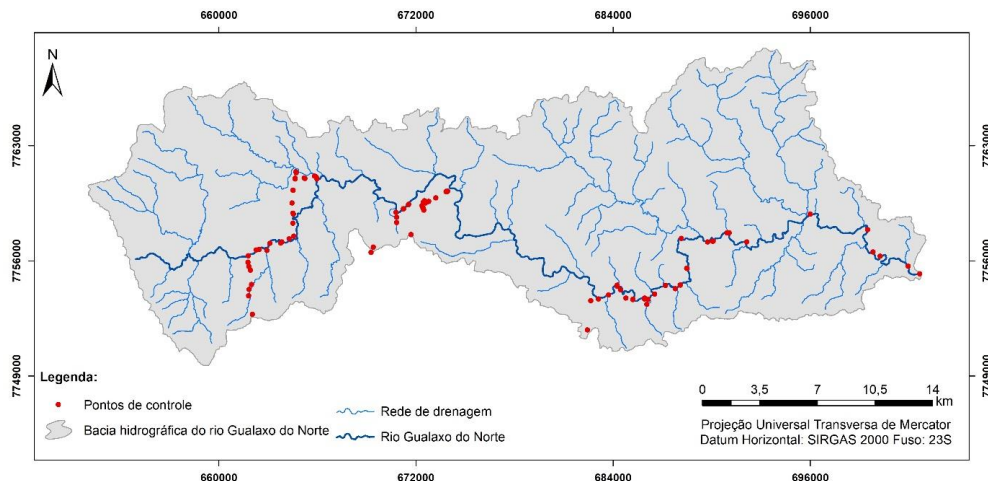 660000 672000 684000 696000
N
7763000 7763000
7756000 7756000
7749000 7749000
Legenda:
Pontos de controle
Bacia hidrográfica do rio Gualaxo do Norte
Rede de drenagem
Rio Gualaxo do Norte
0 3,5 7 10,5 14
km
Projeção Universal Transversa de Mercator
Datum Horizontal: SIRGAS 2000 Fuso: 23S
660000 672000 684000 696000